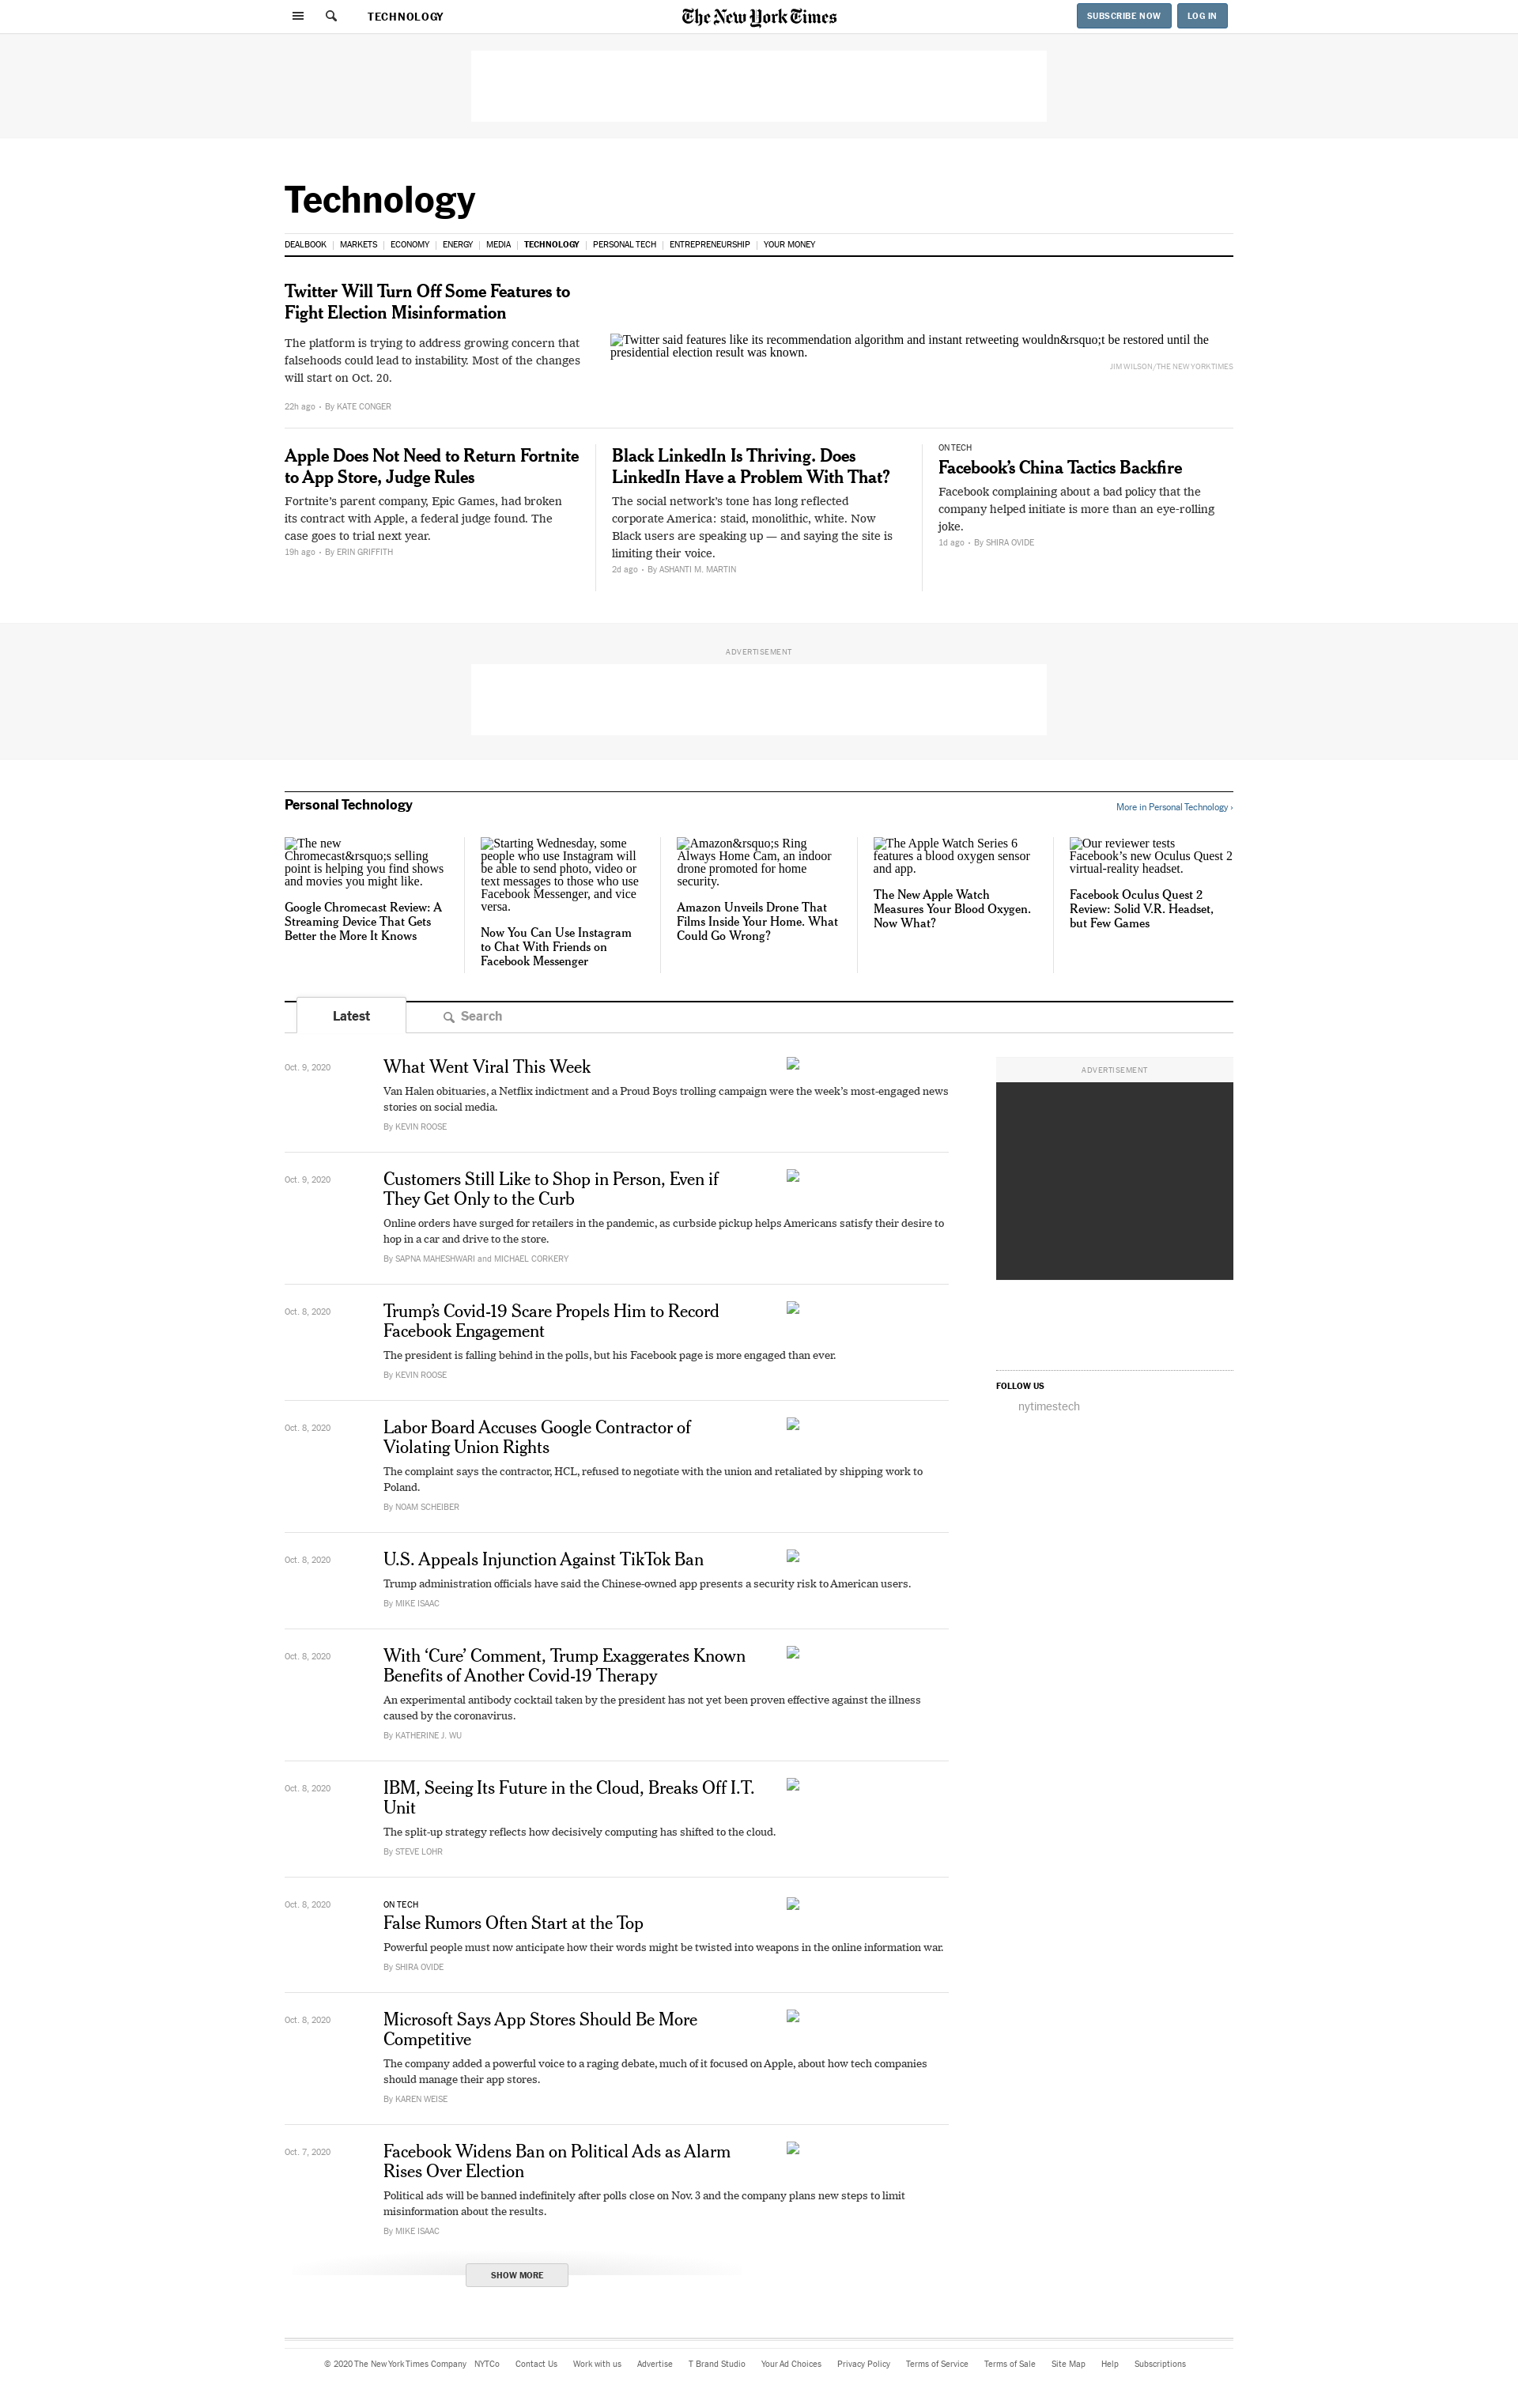 TECHNOLOGY
The New York Times
SUBSCRIBE NOW
LOG IN
Technology
DEALBOOK
MARKETS
ECONOMY
ENERGY
MEDIA
TECHNOLOGY
PERSONAL TECH
ENTREPRENEURSHIP
YOUR MONEY
Twitter Will Turn Off Some Features to
Fight Election Misinformation
The platform is trying to address growing concern that
falsehoods could lead to instability. Most of the changes
will start on Oct. 20.
22h ago • By KATE CONGER
Twitter said features like its recommendation algorithm and instant retweeting wouldn&rsquo;t be restored until the
presidential election result was known.
JIM WILSON/THE NEW YORK TIMES
Apple Does Not Need to Return Fortnite
to App Store, Judge Rules
Fortnite’s parent company, Epic Games, had broken
its contract with Apple, a federal judge found. The
case goes to trial next year.
19h ago • By ERIN GRIFFITH
Black LinkedIn Is Thriving. Does
LinkedIn Have a Problem With That?
The social network’s tone has long reflected
corporate America: staid, monolithic, white. Now
Black users are speaking up — and saying the site is
limiting their voice.
2d ago • By ASHANTI M. MARTIN
ON TECH
Facebook’s China Tactics Backfire
Facebook complaining about a bad policy that the
company helped initiate is more than an eye-rolling
joke.
1d ago • By SHIRA OVIDE
ADVERTISEMENT
Personal Technology
More in Personal Technology ›
The new
Chromecast&rsquo;s selling
point is helping you find shows
and movies you might like.
Google Chromecast Review: A
Streaming Device That Gets
Better the More It Knows
Starting Wednesday, some
people who use Instagram will
be able to send photo, video or
text messages to those who use
Facebook Messenger, and vice
versa.
Now You Can Use Instagram
to Chat With Friends on
Facebook Messenger
Amazon&rsquo;s Ring
Always Home Cam, an indoor
drone promoted for home
security.
Amazon Unveils Drone That
Films Inside Your Home. What
Could Go Wrong?
The Apple Watch Series 6
features a blood oxygen sensor
and app.
The New Apple Watch
Measures Your Blood Oxygen.
Now What?
Our reviewer tests
Facebook’s new Oculus Quest 2
virtual-reality headset.
Facebook Oculus Quest 2
Review: Solid V.R. Headset,
but Few Games
Latest
Search
Oct. 9, 2020
What Went Viral This Week
Van Halen obituaries, a Netflix indictment and a Proud Boys trolling campaign were the week’s most-engaged news
stories on social media.
By KEVIN ROOSE
ADVERTISEMENT
Oct. 9, 2020
Customers Still Like to Shop in Person, Even if
They Get Only to the Curb
Online orders have surged for retailers in the pandemic, as curbside pickup helps Americans satisfy their desire to
hop in a car and drive to the store.
By SAPNA MAHESHWARI and MICHAEL CORKERY
Oct. 8, 2020
Trump’s Covid-19 Scare Propels Him to Record
Facebook Engagement
The president is falling behind in the polls, but his Facebook page is more engaged than ever.
By KEVIN ROOSE
FOLLOW US
nytimestech
Oct. 8, 2020
Labor Board Accuses Google Contractor of
Violating Union Rights
The complaint says the contractor, HCL, refused to negotiate with the union and retaliated by shipping work to
Poland.
By NOAM SCHEIBER
Oct. 8, 2020
U.S. Appeals Injunction Against TikTok Ban
Trump administration officials have said the Chinese-owned app presents a security risk to American users.
By MIKE ISAAC
Oct. 8, 2020
With ‘Cure’ Comment, Trump Exaggerates Known
Benefits of Another Covid-19 Therapy
An experimental antibody cocktail taken by the president has not yet been proven effective against the illness
caused by the coronavirus.
By KATHERINE J. WU
Oct. 8, 2020
IBM, Seeing Its Future in the Cloud, Breaks Off I.T.
Unit
The split-up strategy reflects how decisively computing has shifted to the cloud.
By STEVE LOHR
Oct. 8, 2020
ON TECH
False Rumors Often Start at the Top
Powerful people must now anticipate how their words might be twisted into weapons in the online information war.
By SHIRA OVIDE
Oct. 8, 2020
Microsoft Says App Stores Should Be More
Competitive
The company added a powerful voice to a raging debate, much of it focused on Apple, about how tech companies
should manage their app stores.
By KAREN WEISE
Oct. 7, 2020
Facebook Widens Ban on Political Ads as Alarm
Rises Over Election
Political ads will be banned indefinitely after polls close on Nov. 3 and the company plans new steps to limit
misinformation about the results.
By MIKE ISAAC
SHOW MORE
© 2020 The New York Times Company NYTCo Contact Us Work with us Advertise T Brand Studio Your Ad Choices Privacy Policy Terms of Service Terms of Sale Site Map Help Subscriptions